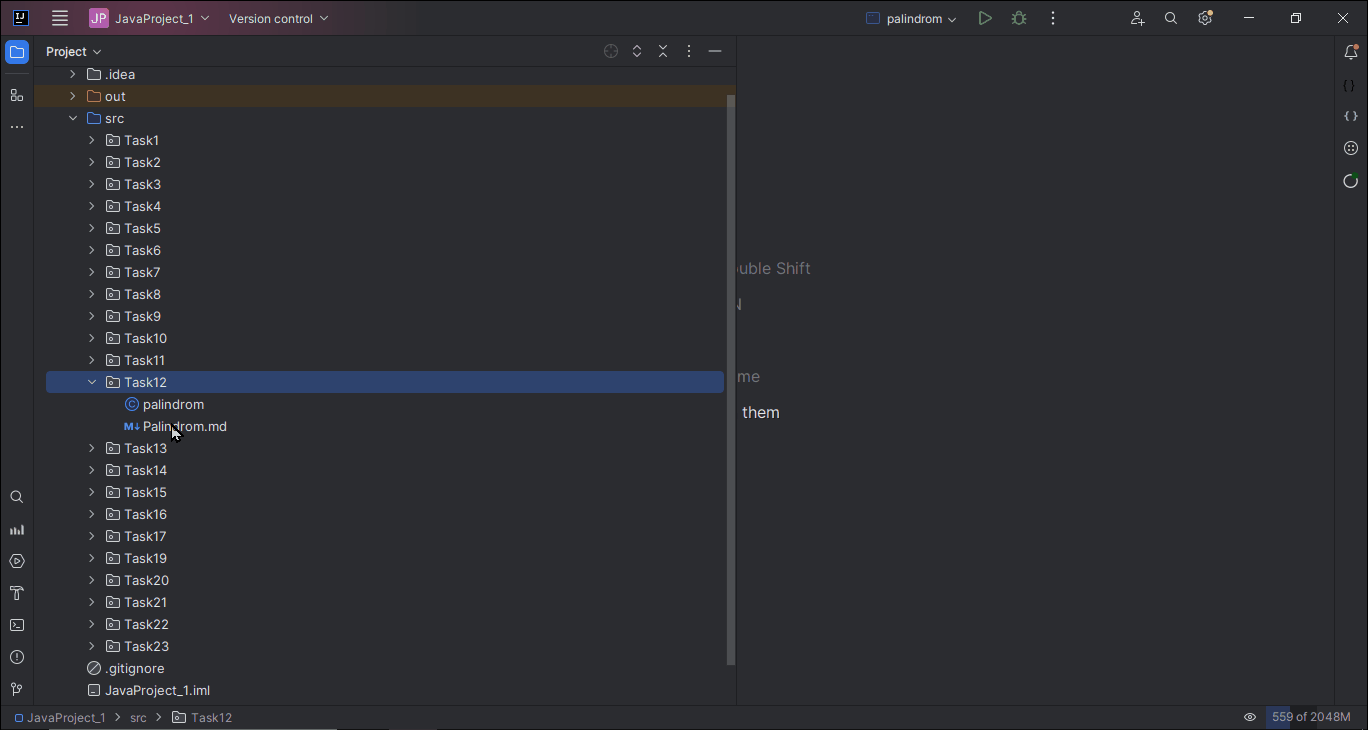 IJ JP JavaProject_1 Version control palindrom
Project
.idea
out
src
Task1
Task2
Task3
Task4
Task5
Task6
Task7
Task8
Task9
Task10
Task11
Task12
palindrom
Palindrom.md
Task13
Task14
Task15
Task16
Task17
Task19
Task20
Task21
Task22
Task23
.gitignore
JavaProject_1.iml
uble Shift
me
them
JavaProject_1 > src > Task12 559 of 2048M